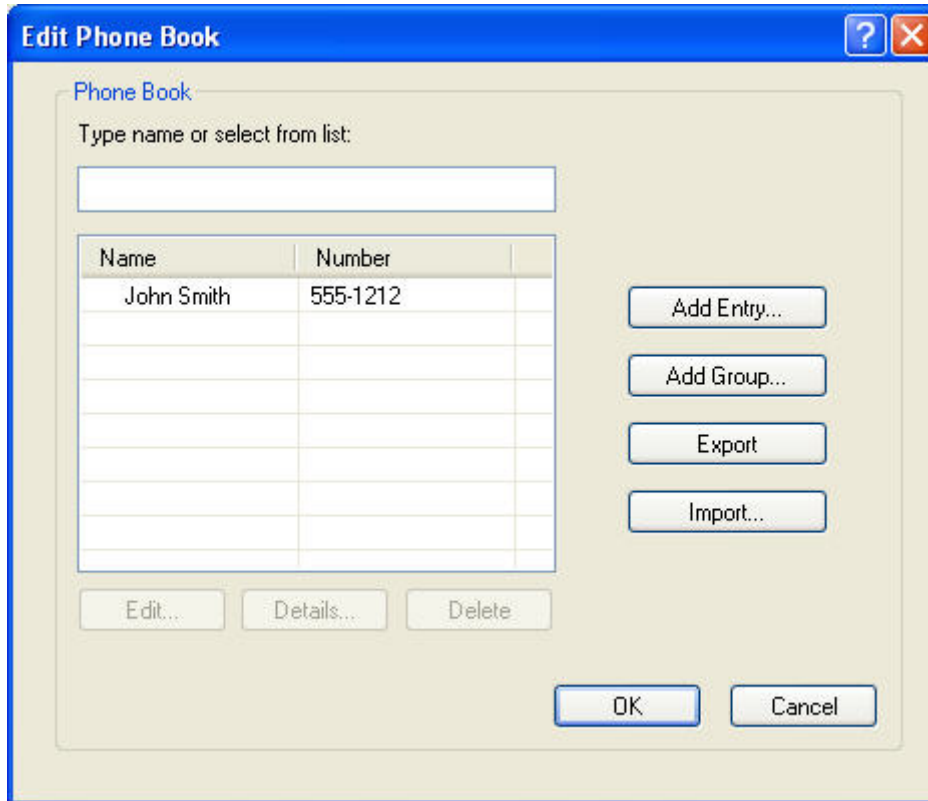 Edit Phone Book
Phone Book
Type name or select from list:
Name Number
John Smith 555-1212
Add Entry...
Add Group...
Export
Import...
Edit... Details... Delete
OK Cancel